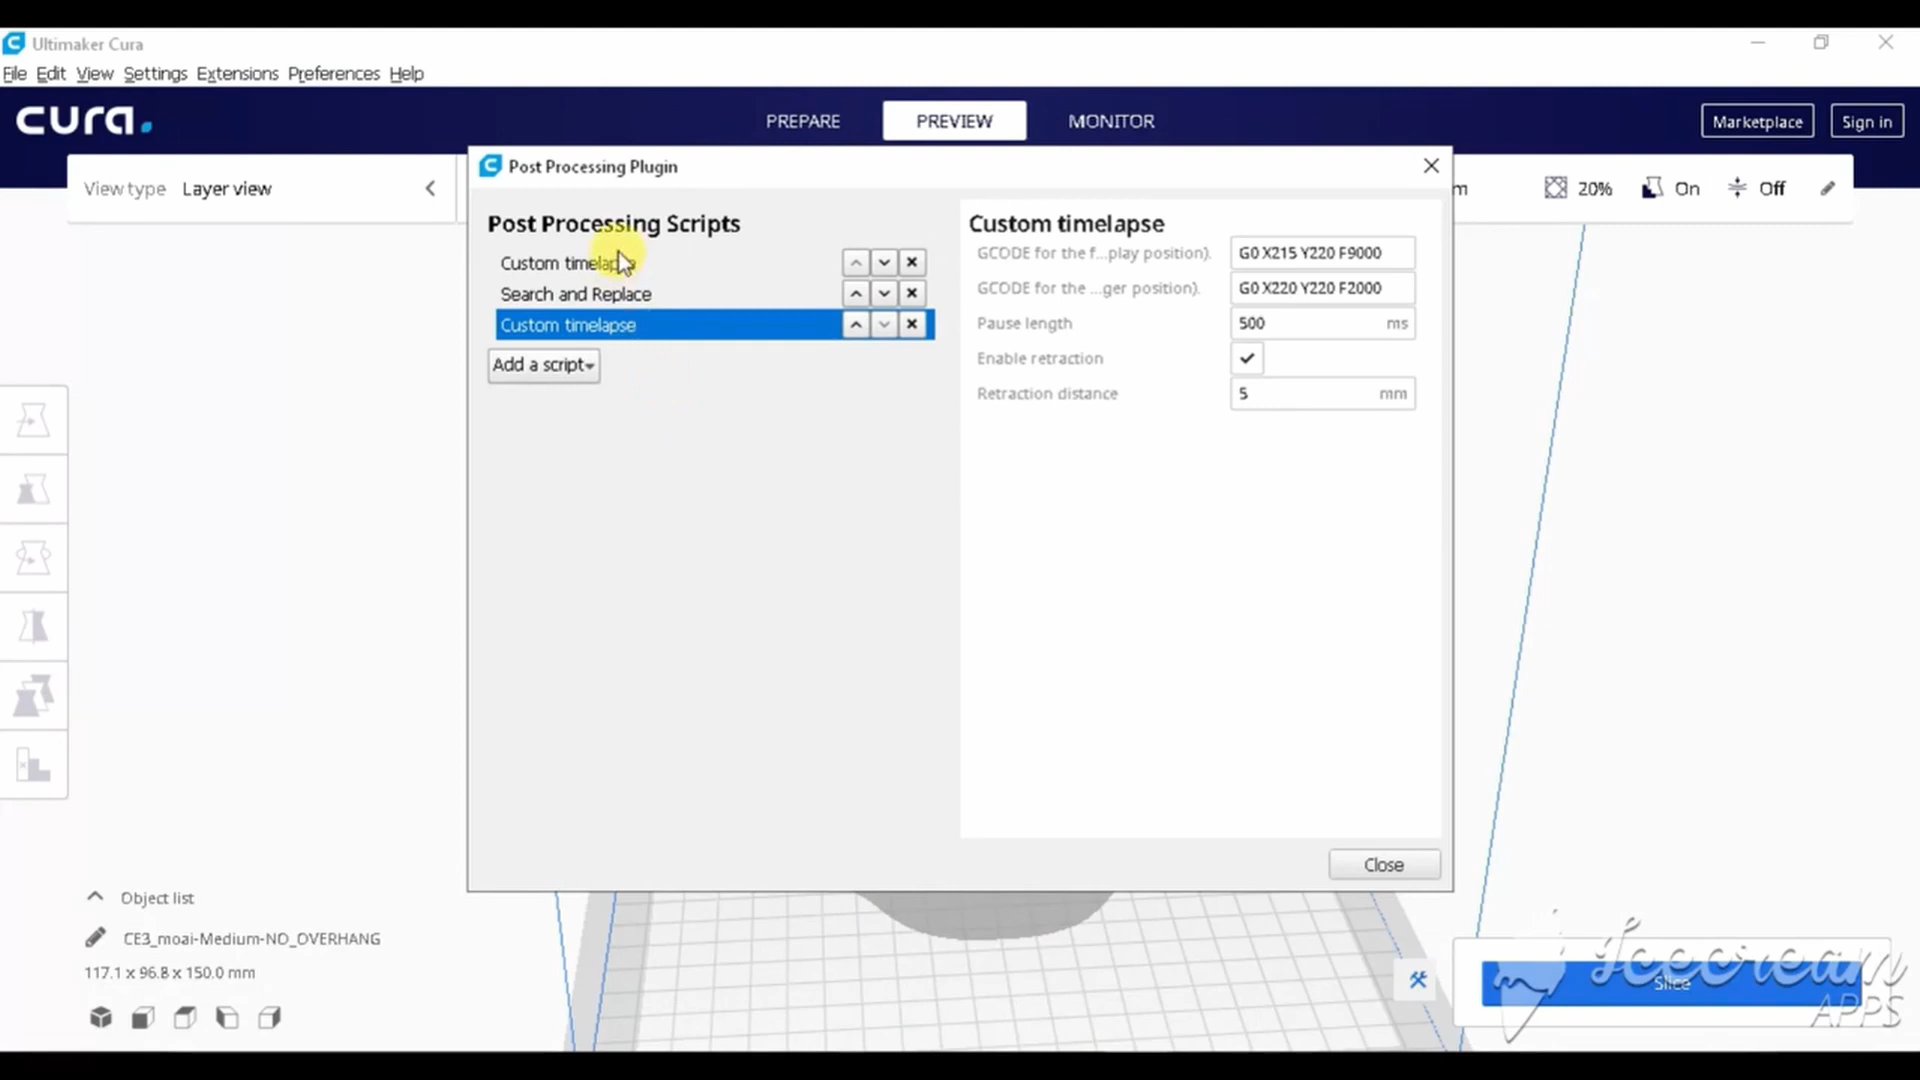 Ultimaker Cura
File Edit View Settings Extensions Preferences Help
cura.
PREPARE PREVIEW MONITOR
Marketplace Sign in
Post Processing Plugin
View type Layer view
m 20% On Off
Post Processing Scripts
Custom timelapse
Search and Replace
Custom timelapse
Add a script
Custom timelapse
GCODE for the f...play position). G0 X215 Y220 F9000
GCODE for the ...ger position). G0 X220 Y220 F2000
Pause length 500 ms
Enable retraction
Retraction distance 5 mm
Close
Object list
CE3_moai-Medium-NO_OVERHANG
117.1 x 96.8 x 150.0 mm
Slice
Icecream
APPS